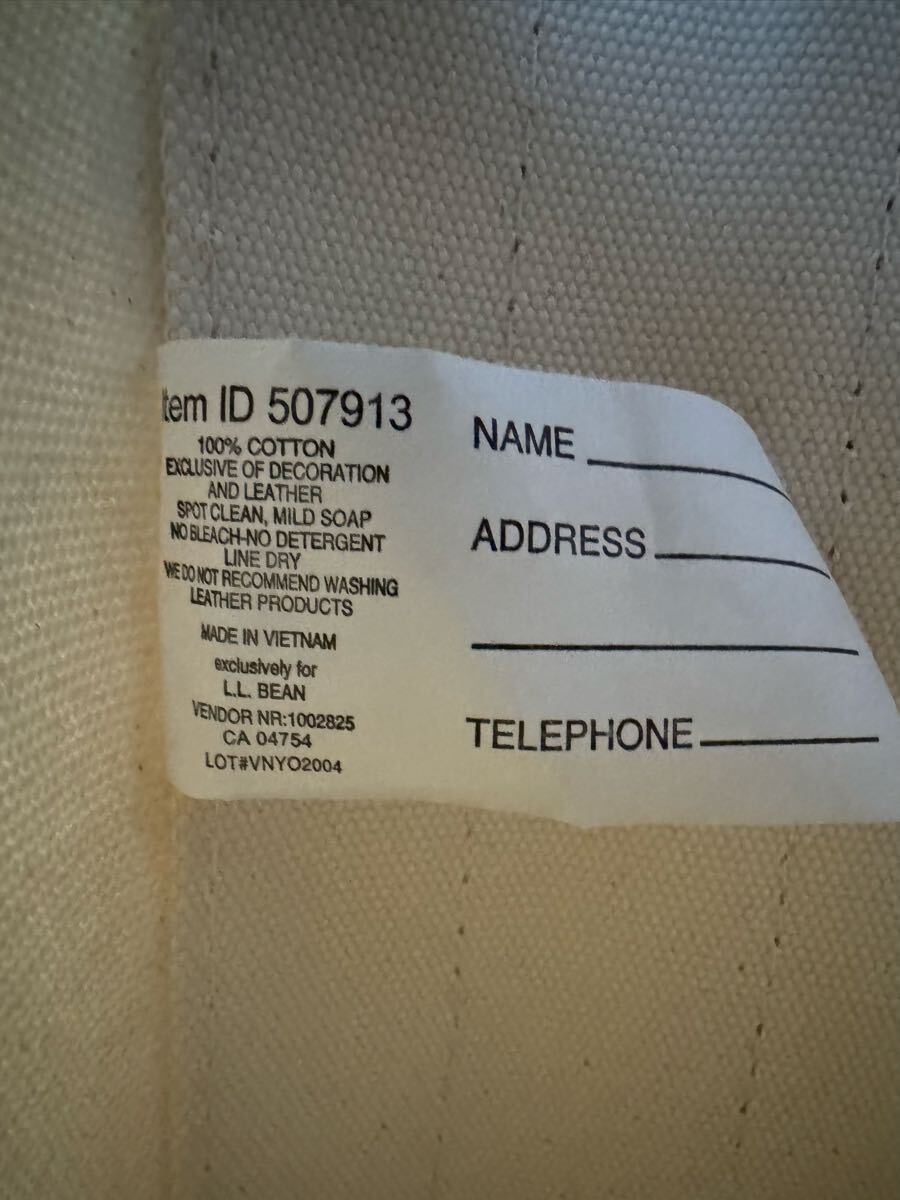 Item ID 507913
100% COTTON
EXCLUSIVE OF DECORATION
AND LEATHER
SPOT CLEAN, MILD SOAP
NO BLEACH-NO DETERGENT
LINE DRY
WE DO NOT RECOMMEND WASHING
LEATHER PRODUCTS
MADE IN VIETNAM
exclusively for
L.L. BEAN
VENDOR NR:1002825
CA 04754
LOT#VNYO2004
NAME
ADDRESS
TELEPHONE